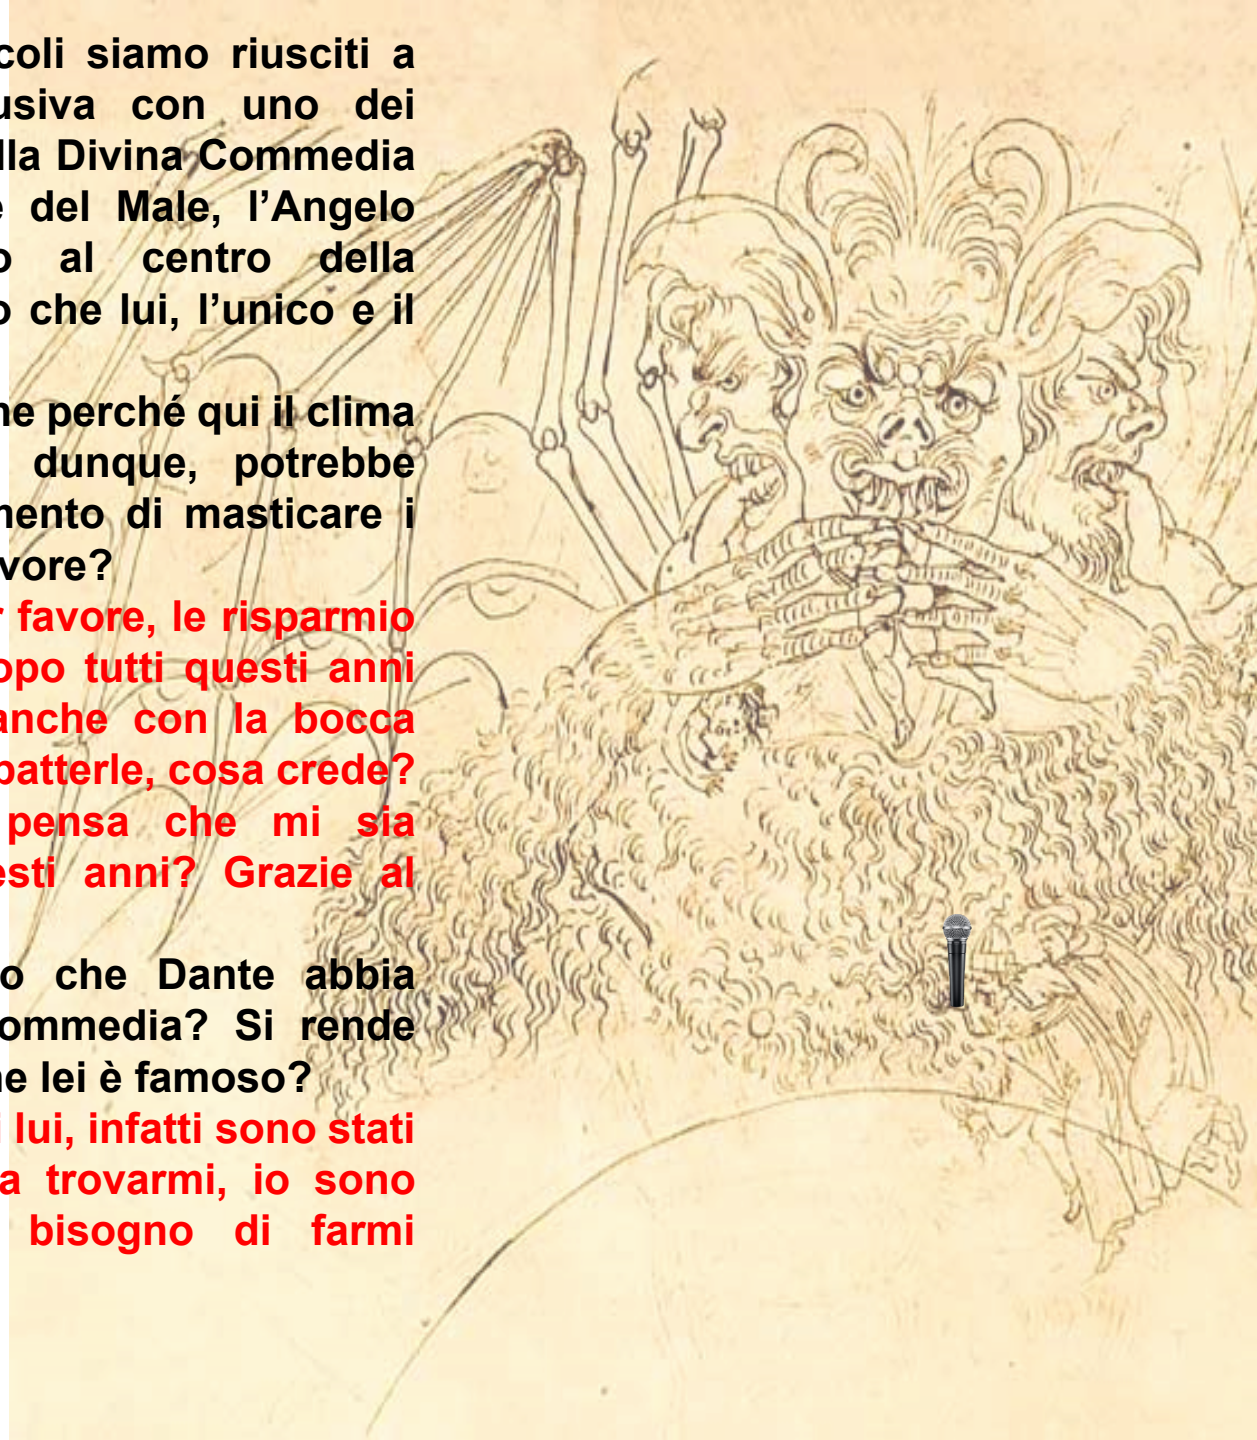 coli siamo riusciti a
usiva con uno dei
lla Divina Commedia
e del Male, l’Angelo
o al centro della
o che lui, l’unico e il
ne perché qui il clima
dunque, potrebbe
mento di masticare i
vore?
r favore, le risparmio
opo tutti questi anni
anche con la bocca
batterle, cosa crede?
pensa che mi sia
esti anni? Grazie al
o che Dante abbia
ommedia? Si rende
ne lei è famoso?
i lui, infatti sono stati
a trovarmi, io sono
bisogno di farmi